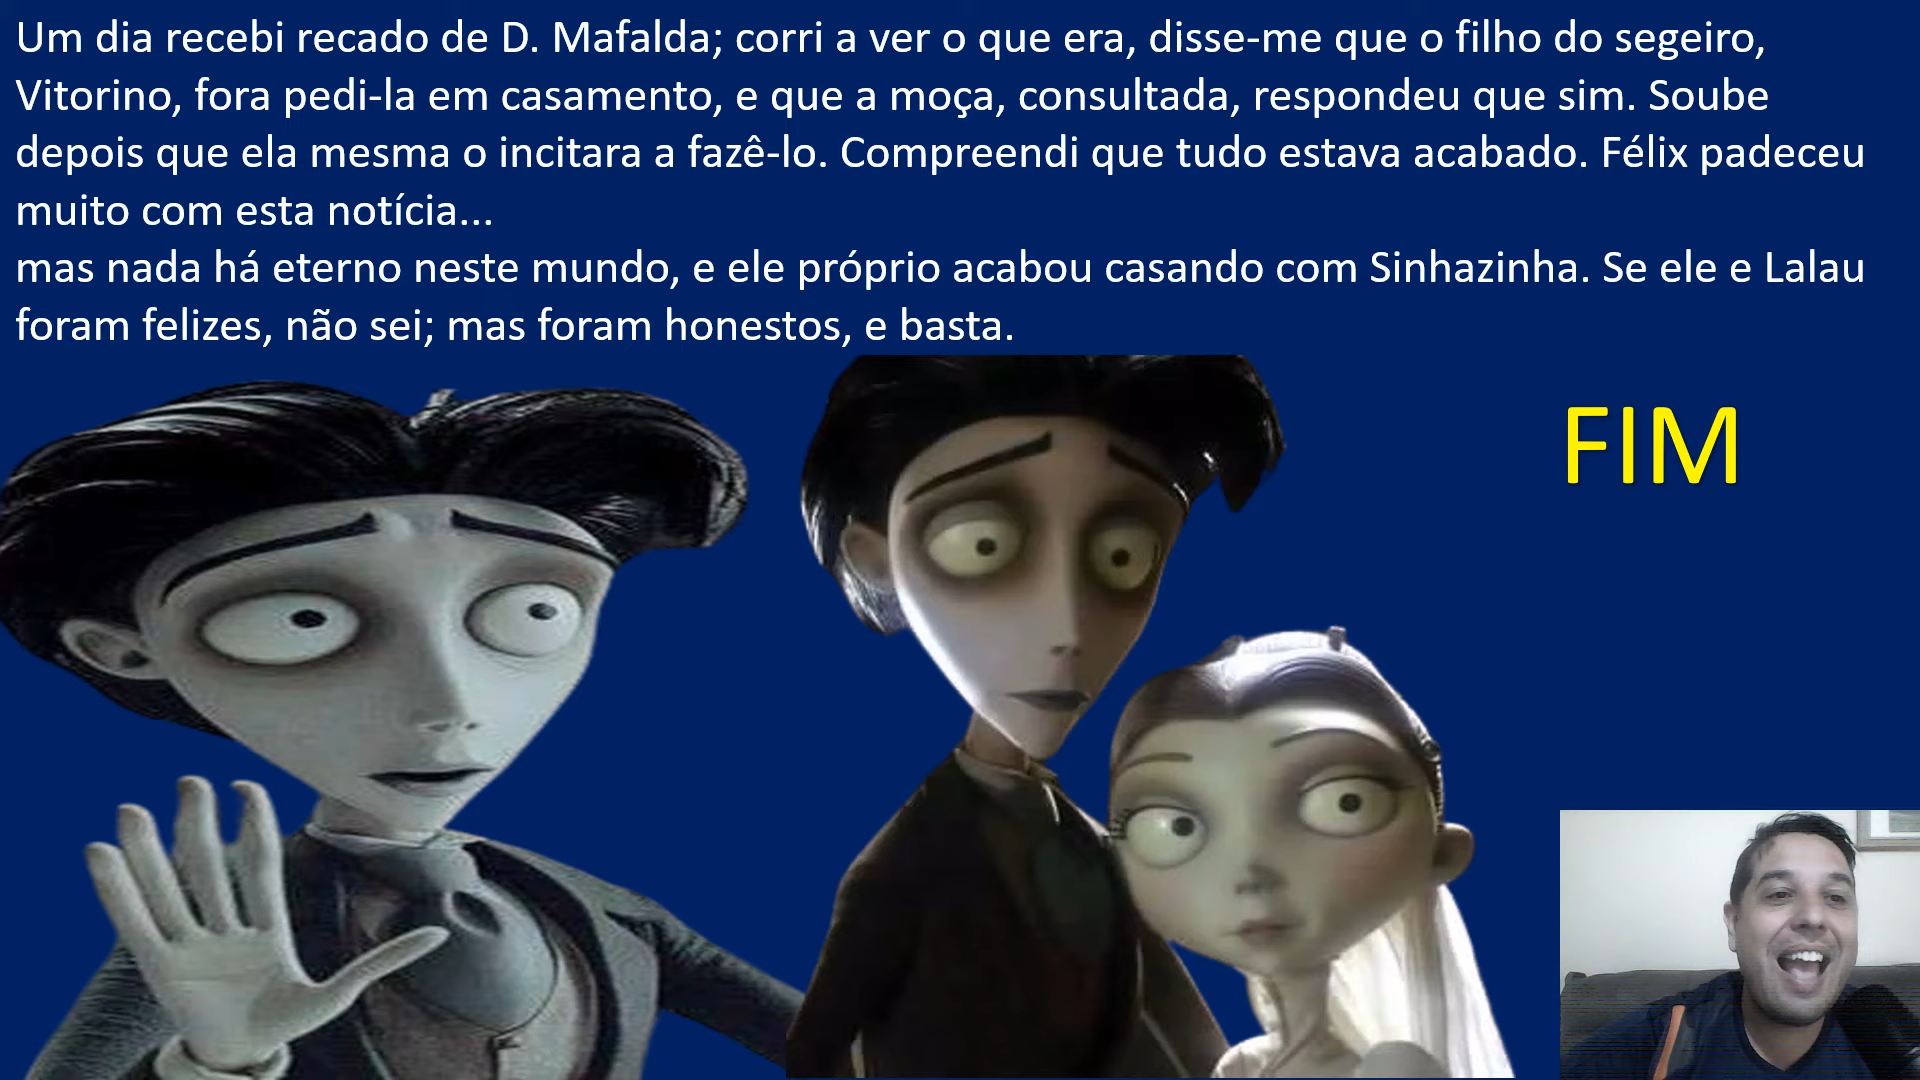 Um dia recebi recado de D. Mafalda; corri a ver o que era, disse-me que o filho do segeiro,
Vitorino, fora pedi-la em casamento, e que a moça, consultada, respondeu que sim. Soube
depois que ela mesma o incitara a fazê-lo. Compreendi que tudo estava acabado. Félix padeceu
muito com esta notícia...
mas nada há eterno neste mundo, e ele próprio acabou casando com Sinhazinha. Se ele e Lalau
foram felizes, não sei; mas foram honestos, e basta.
FIM